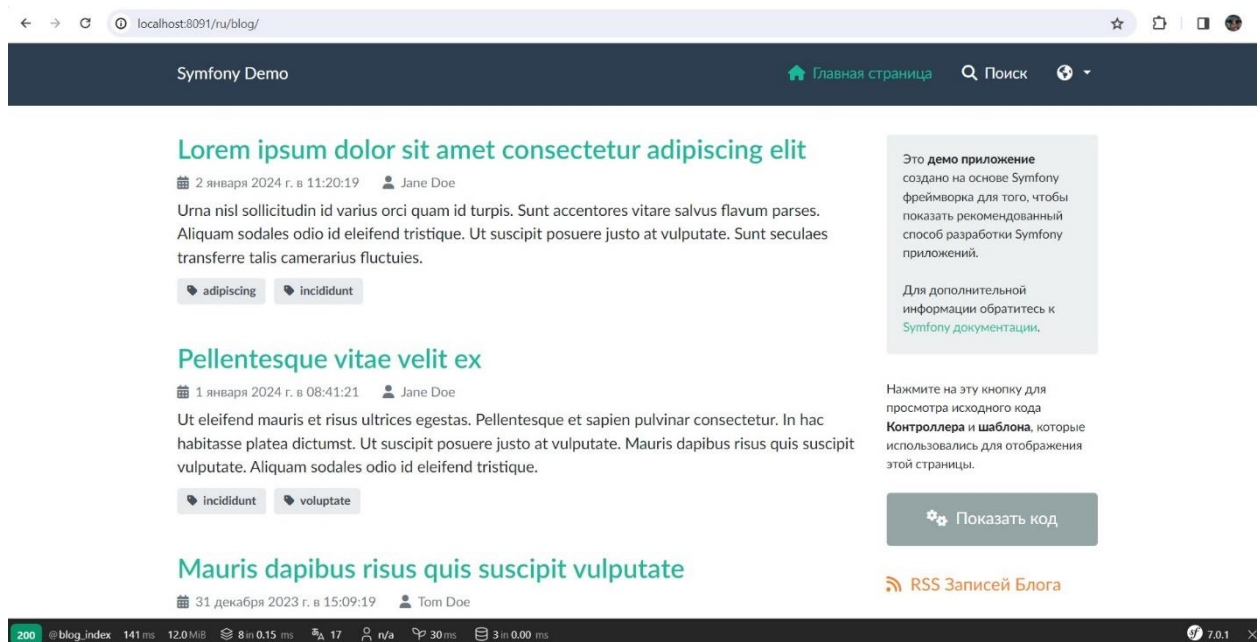 localhost:8091/ru/blog/
Symfony Demo
Главная страница
Поиск
Lorem ipsum dolor sit amet consectetur adipiscing elit
2 января 2024 г. в 11:20:19 Jane Doe
Urna nisl sollicitudin id varius orci quam id turpis. Sunt accentores vitare salvus flavum parses.
Aliquam sodales odio id eleifend tristique. Ut suscipit posuere justo at vulputate. Sunt seculaes
transferre talis camerarius fluctuies.
adipiscing incididunt
Pellentesque vitae velit ex
1 января 2024 г. в 08:41:21 Jane Doe
Ut eleifend mauris et risus ultrices egestas. Pellentesque et sapien pulvinar consectetur. In hac
habitasse platea dictumst. Ut suscipit posuere justo at vulputate. Mauris dapibus risus quis suscipit
vulputate. Aliquam sodales odio id eleifend tristique.
incididunt voluptate
Mauris dapibus risus quis suscipit vulputate
31 декабря 2023 г. в 15:09:19 Tom Doe
Это демо приложение
создано на основе Symfony
фреймворка для того, чтобы
показать рекомендованный
способ разработки Symfony
приложений.
Для дополнительной
информации обратитесь к
Symfony документации.
Нажмите на эту кнопку для
просмотра исходного кода
Контроллера и шаблона, которые
использовались для отображения
этой страницы.
Показать код
RSS Записей Блога
200 @blog_index 141 ms 12.0 MiB 8 in 0.15 ms 17 n/a 30 ms 3 in 0.00 ms 7.0.1